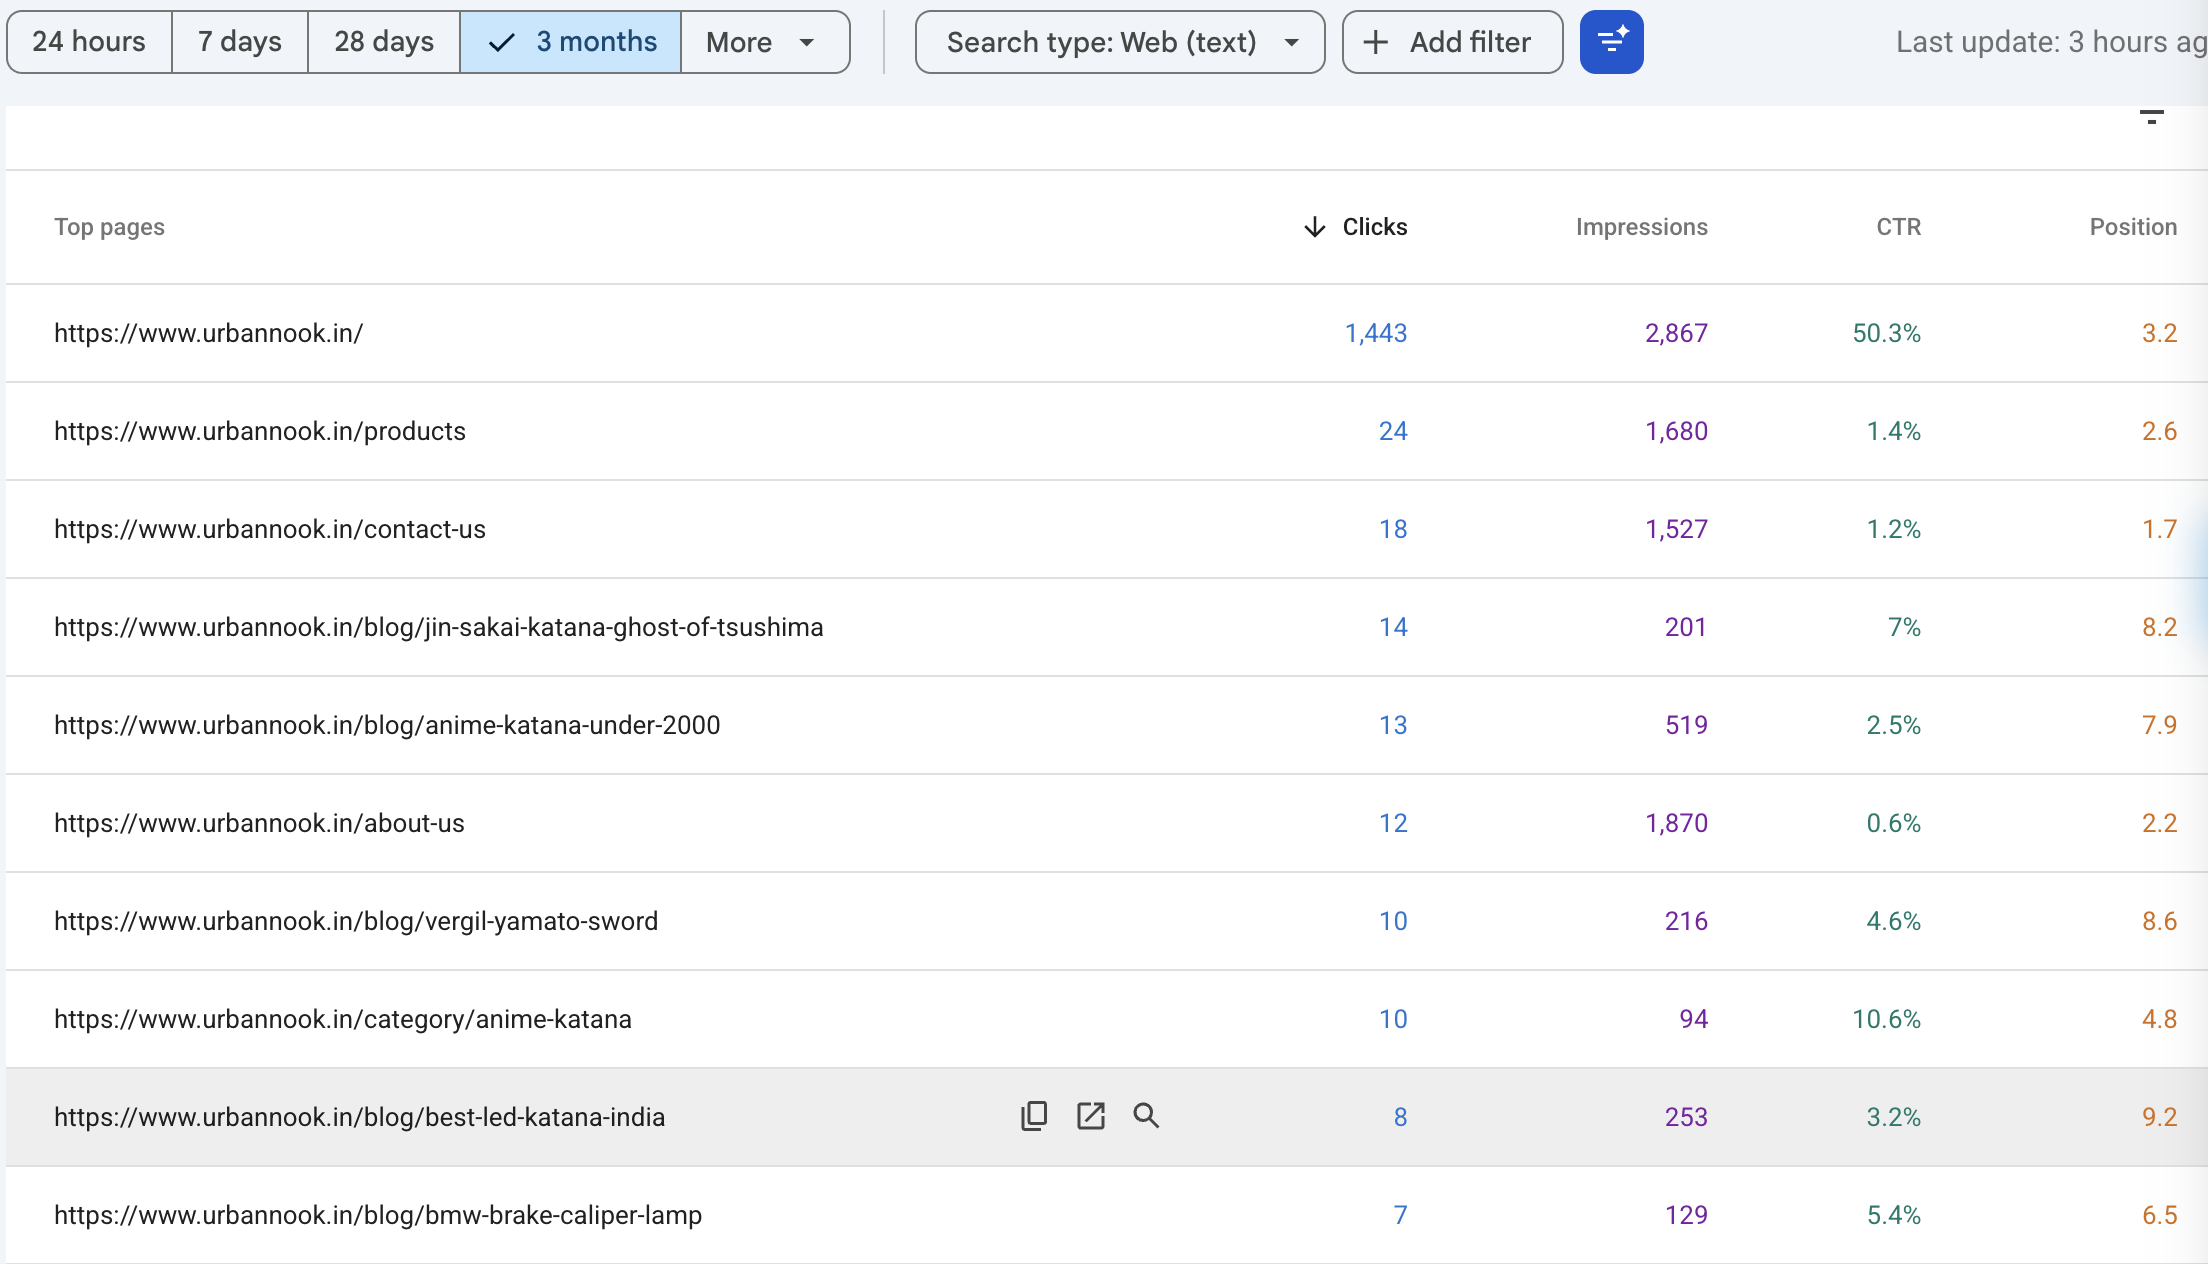 24 hours 7 days 28 days 3 months More Search type: Web (text) Add filter Last update: 3 hours ag
Top pages Clicks Impressions CTR Position
https://www.urbannook.in/ 1,443 2,867 50.3% 3.2
https://www.urbannook.in/products 24 1,680 1.4% 2.6
https://www.urbannook.in/contact-us 18 1,527 1.2% 1.7
https://www.urbannook.in/blog/jin-sakai-katana-ghost-of-tsushima 14 201 7% 8.2
https://www.urbannook.in/blog/anime-katana-under-2000 13 519 2.5% 7.9
https://www.urbannook.in/about-us 12 1,870 0.6% 2.2
https://www.urbannook.in/blog/vergil-yamato-sword 10 216 4.6% 8.6
https://www.urbannook.in/category/anime-katana 10 94 10.6% 4.8
https://www.urbannook.in/blog/best-led-katana-india 8 253 3.2% 9.2
https://www.urbannook.in/blog/bmw-brake-caliper-lamp 7 129 5.4% 6.5